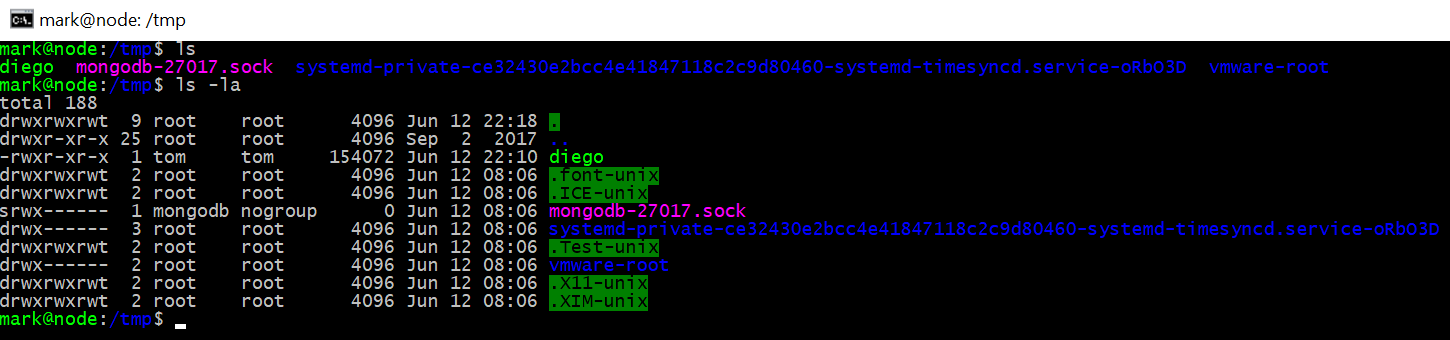 mark@node: /tmp
mark@node:/tmp$ ls
diego  mongodb-27017.sock  systemd-private-ce32430e2bcc4e41847118c2c9d80460-systemd-timesyncd.service-oRbO3D  vmware-root
mark@node:/tmp$ ls -la
total 188
drwxrwxrwt  9 root    root      4096 Jun 12 22:18 .
drwxr-xr-x 25 root    root      4096 Sep  2  2017 ..
-rwxr-xr-x  1 tom     tom     154072 Jun 12 22:10 diego
drwxrwxrwt  2 root    root      4096 Jun 12 08:06 .font-unix
drwxrwxrwt  2 root    root      4096 Jun 12 08:06 .ICE-unix
srwx------  1 mongodb nogroup      0 Jun 12 08:06 mongodb-27017.sock
drwx------  3 root    root      4096 Jun 12 08:06 systemd-private-ce32430e2bcc4e41847118c2c9d80460-systemd-timesyncd.service-oRbO3D
drwxrwxrwt  2 root    root      4096 Jun 12 08:06 .Test-unix
drwx------  2 root    root      4096 Jun 12 08:06 vmware-root
drwxrwxrwt  2 root    root      4096 Jun 12 08:06 .X11-unix
drwxrwxrwt  2 root    root      4096 Jun 12 08:06 .XIM-unix
mark@node:/tmp$